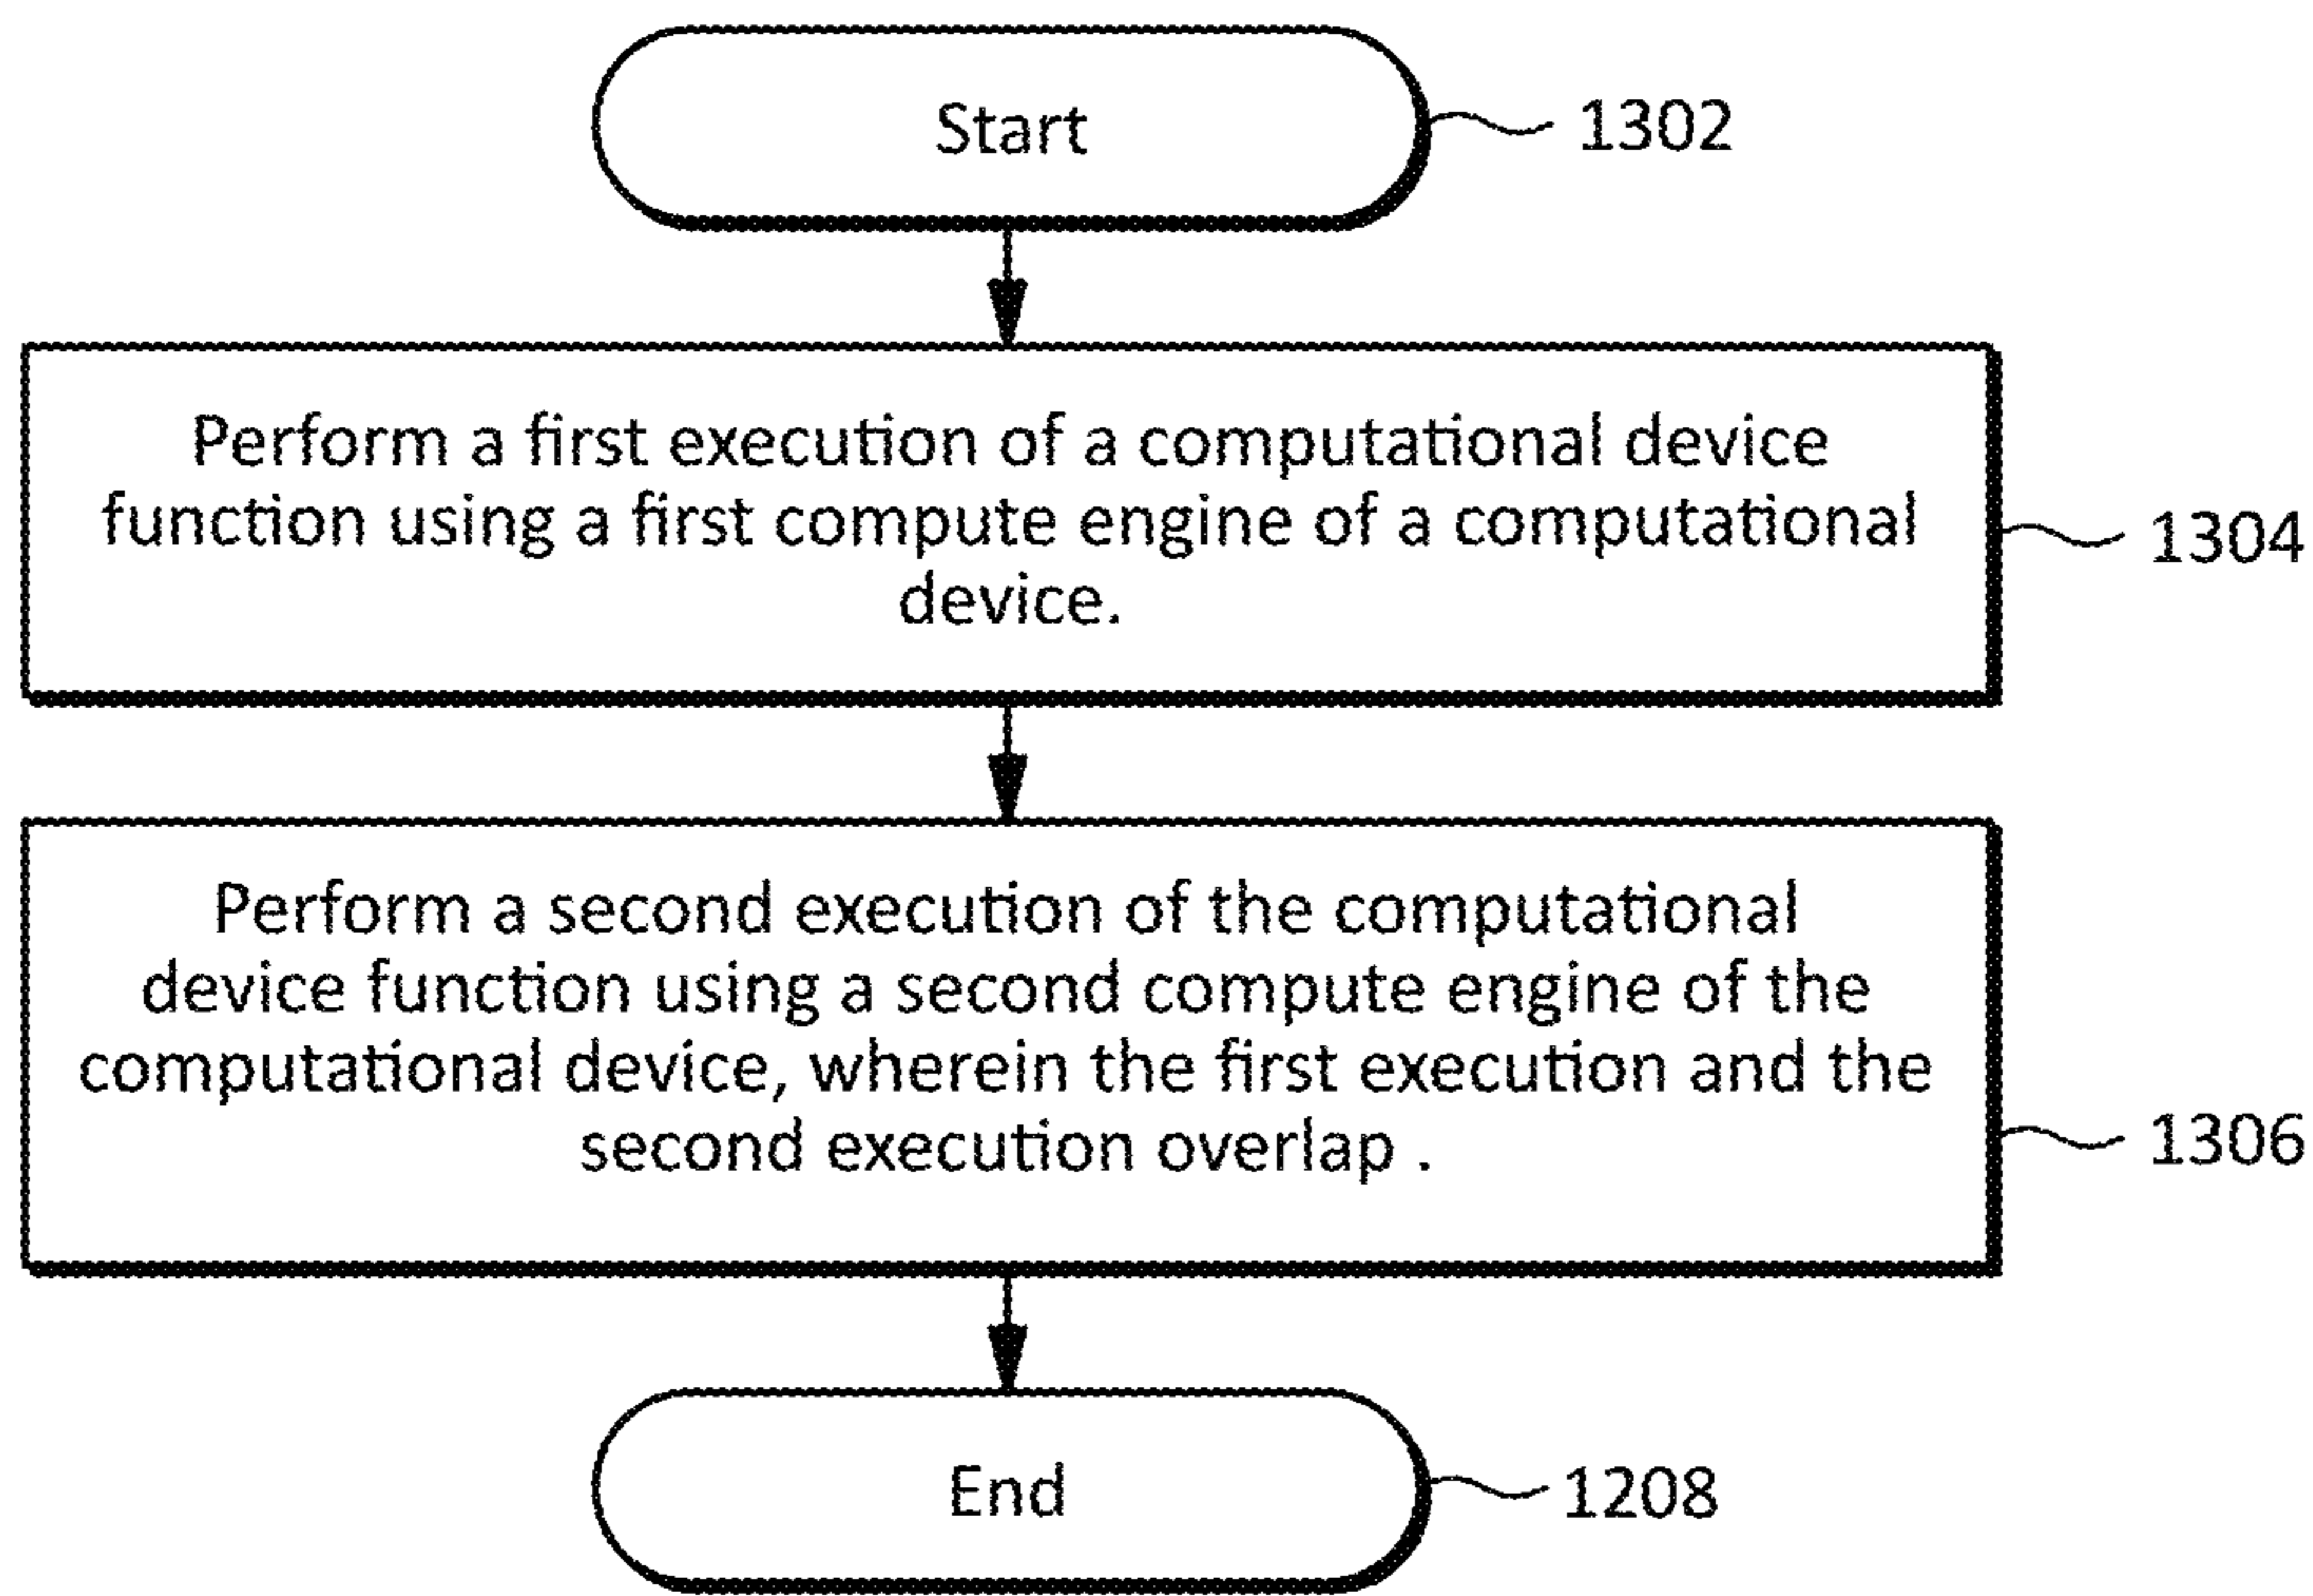 Start
1302
Perform a first execution of a computational device
function using a first compute engine of a computational
device.
1304
Perform a second execution of the computational
device function using a second compute engine of the
computational device, wherein the first execution and the
second execution overlap .
1306
End
1208